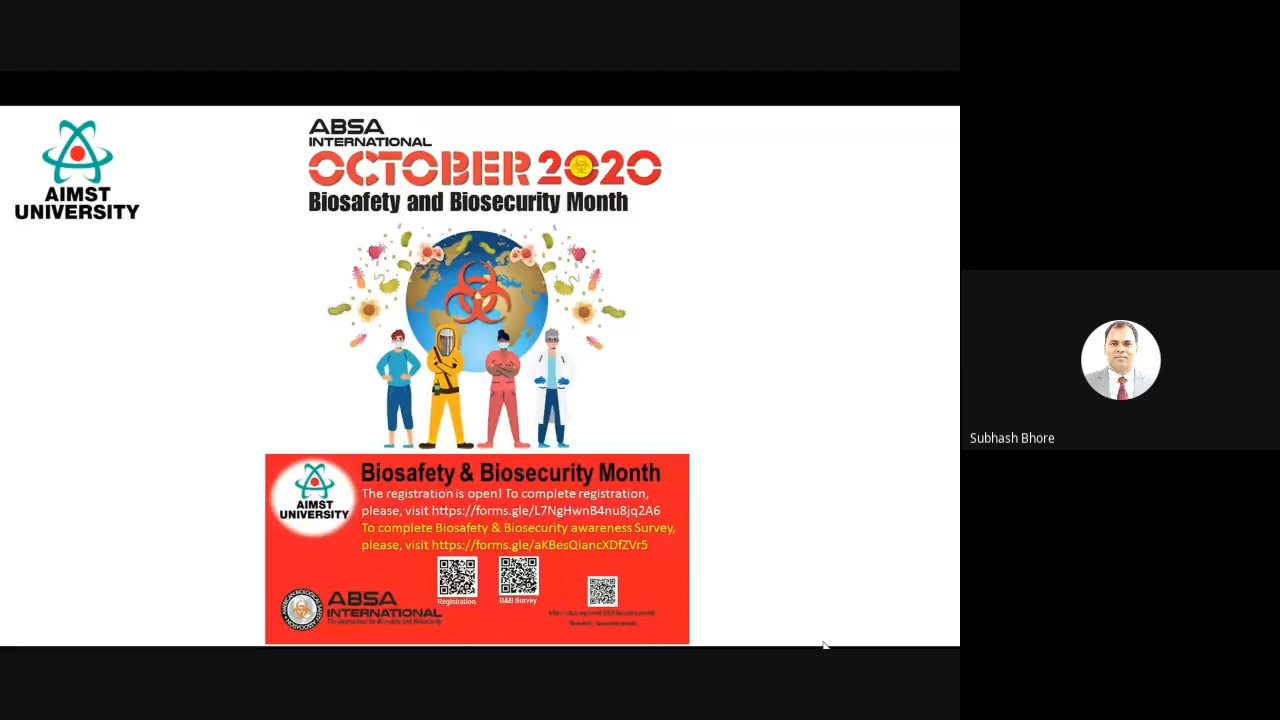 AIMST
UNIVERSITY
ABSA
INTERNATIONAL
OCTOBER 2020
Biosafety and Biosecurity Month
AIMST
UNIVERSITY
Biosafety & Biosecurity Month
The registration is open! To complete registration,
please, visit https://forms.gle/L7NgHwnB4nu8jq2A6
To complete Biosafety & Biosecurity awareness Survey,
please, visit https://forms.gle/aKBesQiancXDfZVr5
Registration
B&B Survey
ABSA
INTERNATIONAL
Subhash Bhore